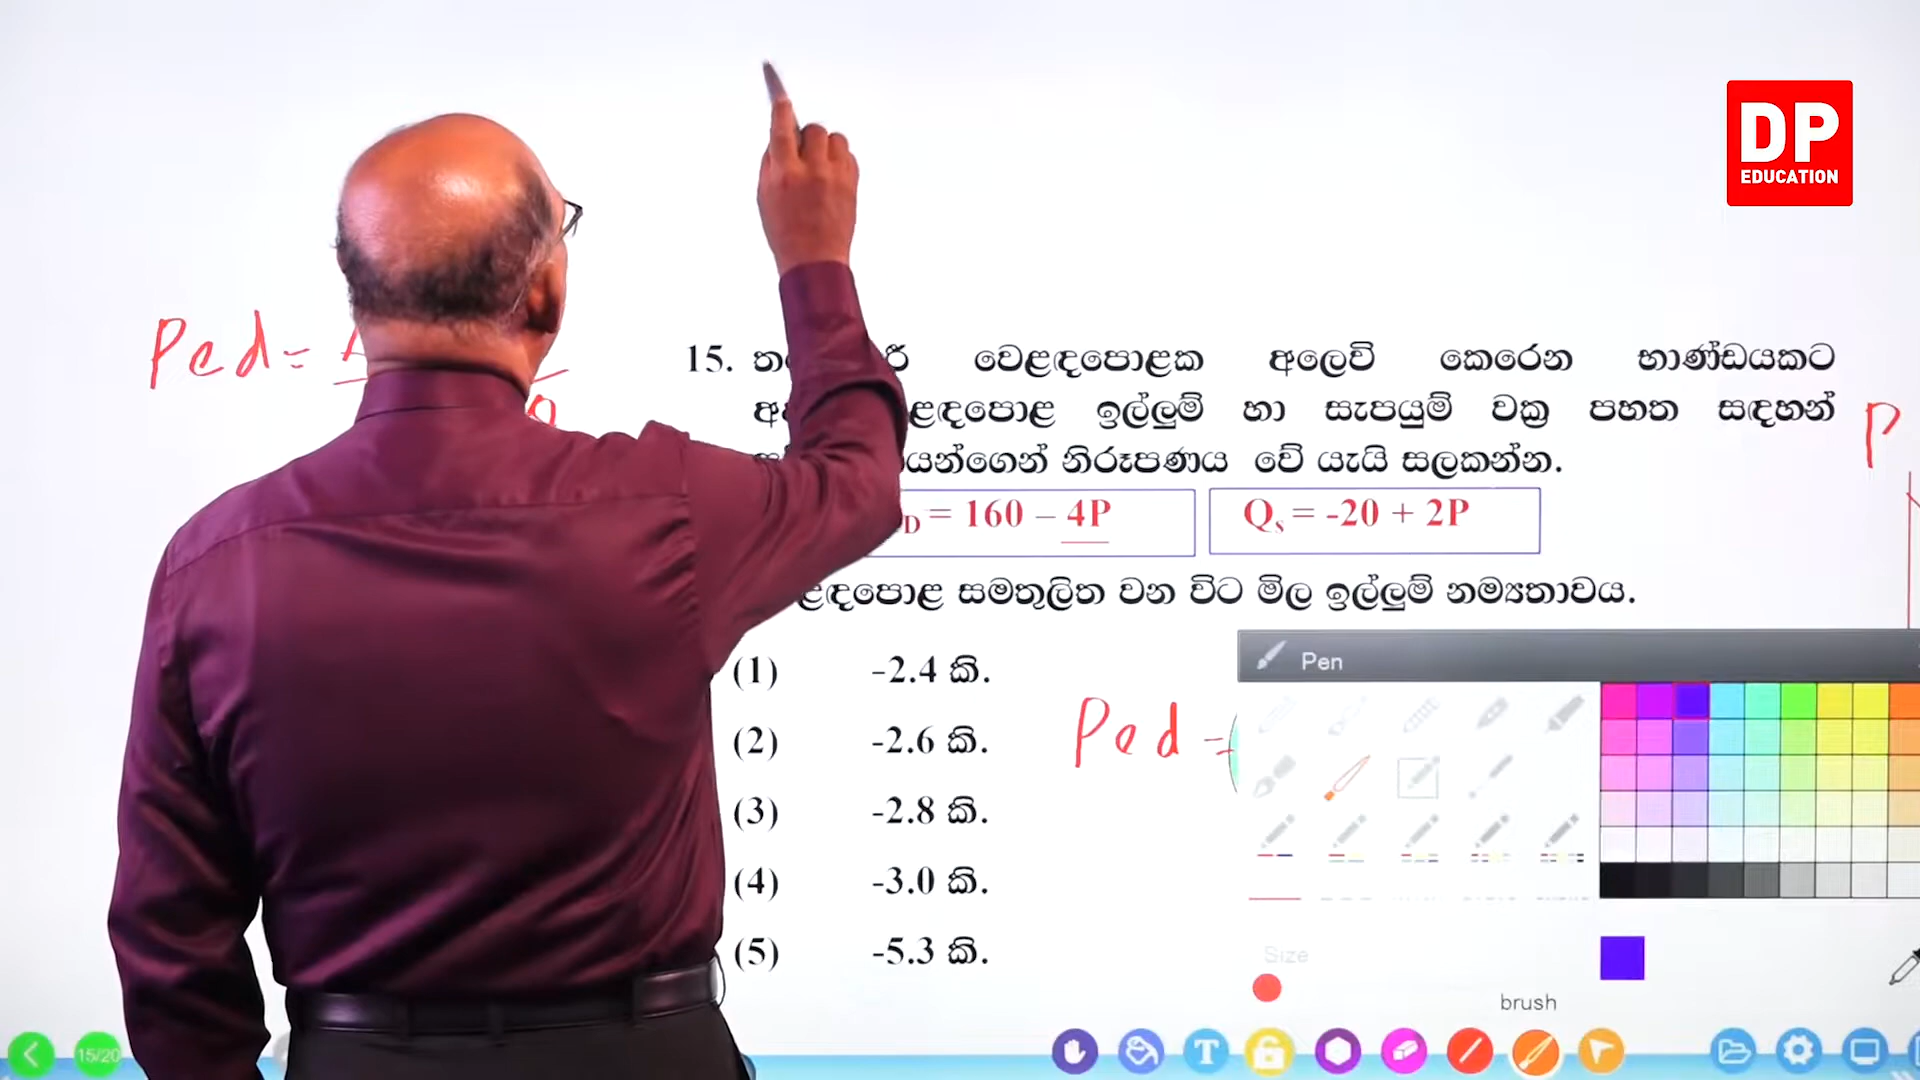 DP
EDUCATION
Ped =
15. වෙළඳපොළක අලෙවි කෙරෙන භාණ්ඩයකට
ඉල්ලුම් හා සැපයුම් වක්‍ර පහත සඳහන්
නිරූපණය වේ යැයි සලකන්න.
P
D = 160 – 4P
Qs = -20 + 2P
සමතුලිත වන විට මිල ඉල්ලුම් නම්‍යතාවය.
Pen
(1) -2.4 කි.
(2) -2.6 කි.
Ped =
(3) -2.8 කි.
(4) -3.0 කි.
(5) -5.3 කි.
Size
brush
15/20
T